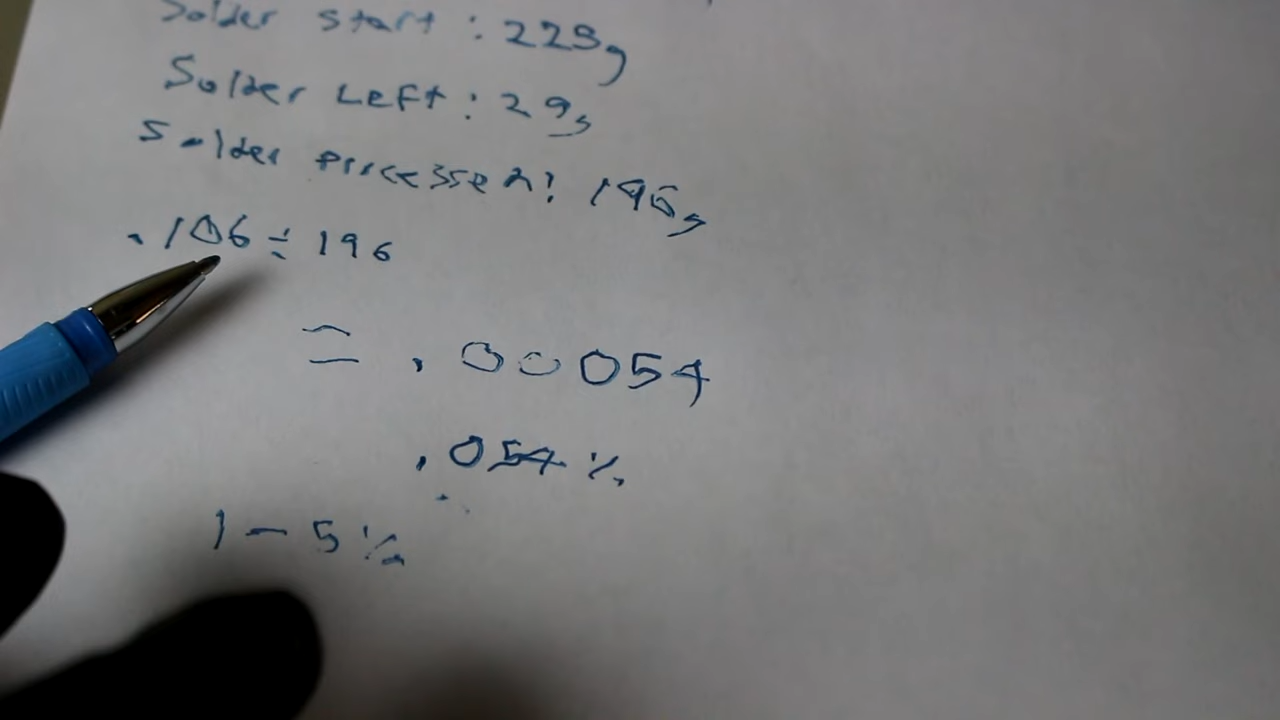 Solder start : 225g
Solder Left : 29g
Solder Processed: 196g
.106 ÷ 196
= .00054
.054%
1-5%